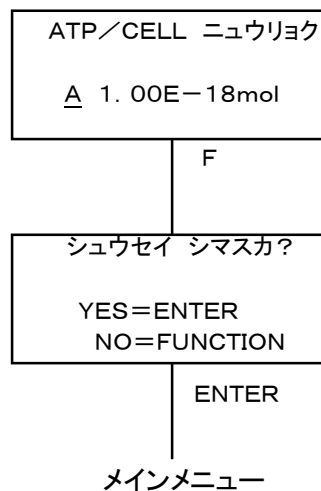 ATP／CELL ニュウリョク
A 1．00E－18mol
F
シュウセイ シマスカ？
YES＝ENTER
NO＝FUNCTION
ENTER
メインメニュー